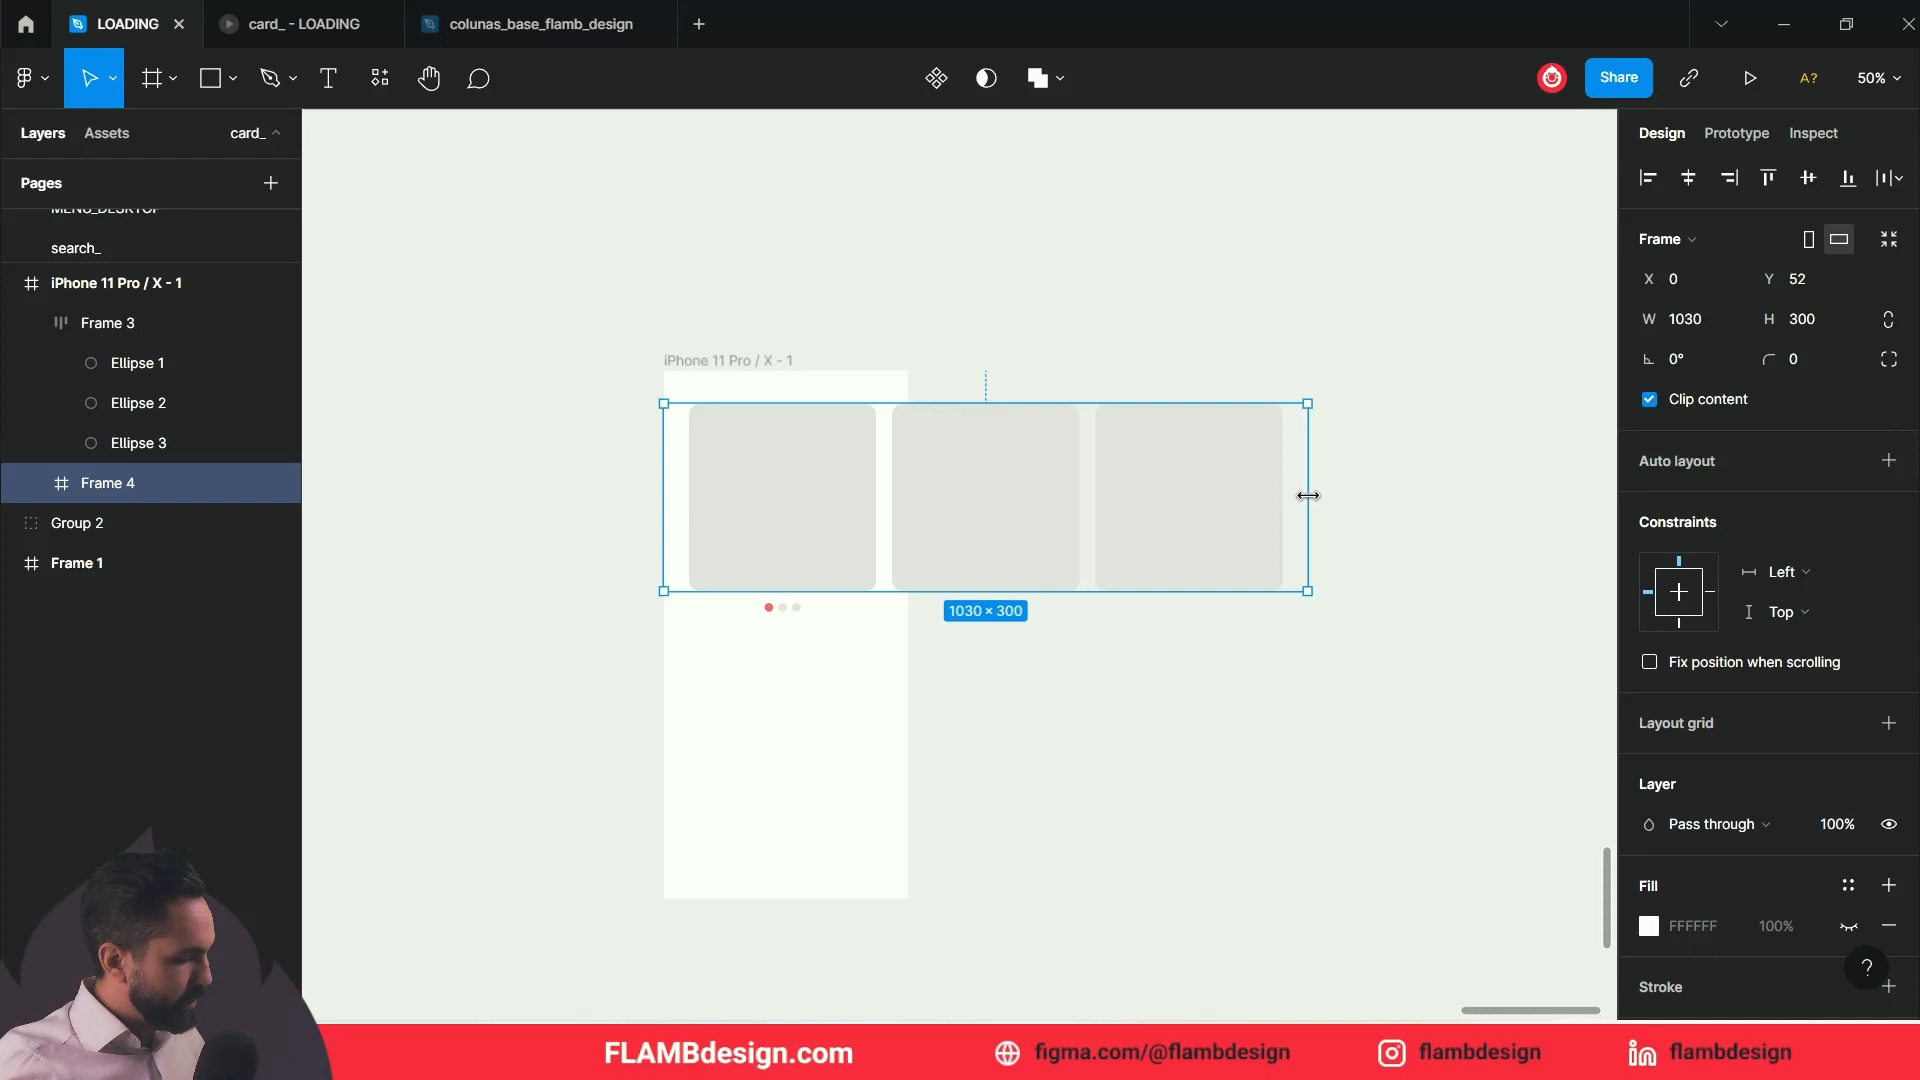 LOADING
card_ - LOADING
colunas_base_flamb_design
Share
A?
50%
Layers
Assets
card_
Pages
search_
iPhone 11 Pro / X - 1
Frame 3
Ellipse 1
Ellipse 2
Ellipse 3
Frame 4
Group 2
Frame 1
iPhone 11 Pro / X - 1
1030 × 300
Design
Prototype
Inspect
Frame
X 0
Y 52
W 1030
H 300
0°
0
Clip content
Auto layout
Constraints
Left
Top
Fix position when scrolling
Layout grid
Layer
Pass through
100%
Fill
FFFFFF
100%
?
Stroke
FLAMBdesign.com
figma.com/@flambdesign
flambdesign
flambdesign